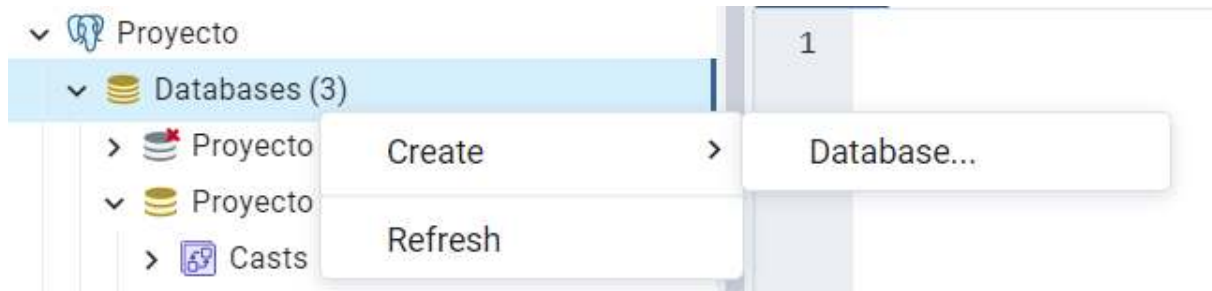 Proyecto
1
Databases (3)
Proyecto
Create
Database...
Proyecto
Refresh
Casts